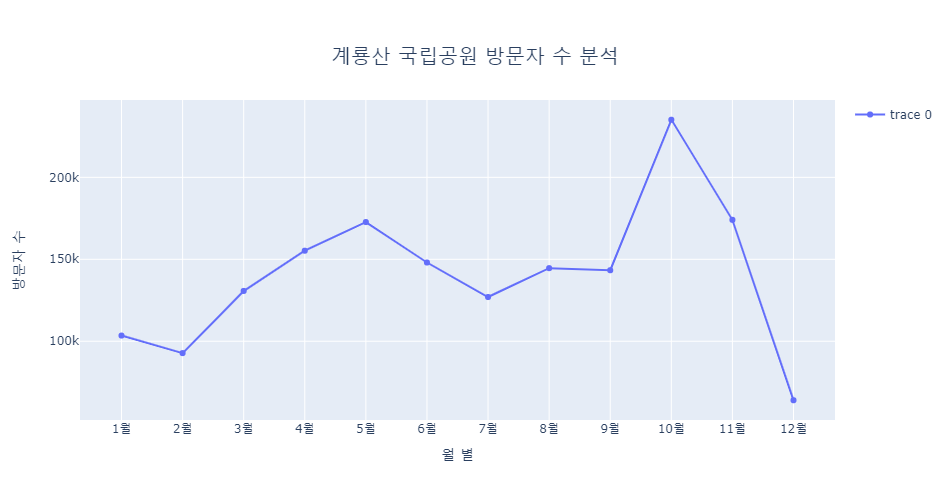 계룡산 국립공원 방문자 수 분석
trace 0
200k
150k
100k
방문자 수
1월 2월 3월 4월 5월 6월 7월 8월 9월 10월 11월 12월
월 별